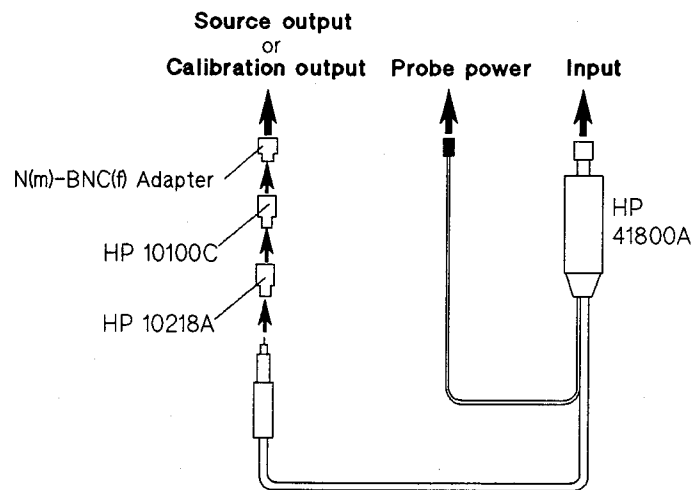 Source output
or
Calibration output
Probe power
Input
N(m)-BNC(f) Adapter
HP 10100C
HP 10218A
HP
41800A